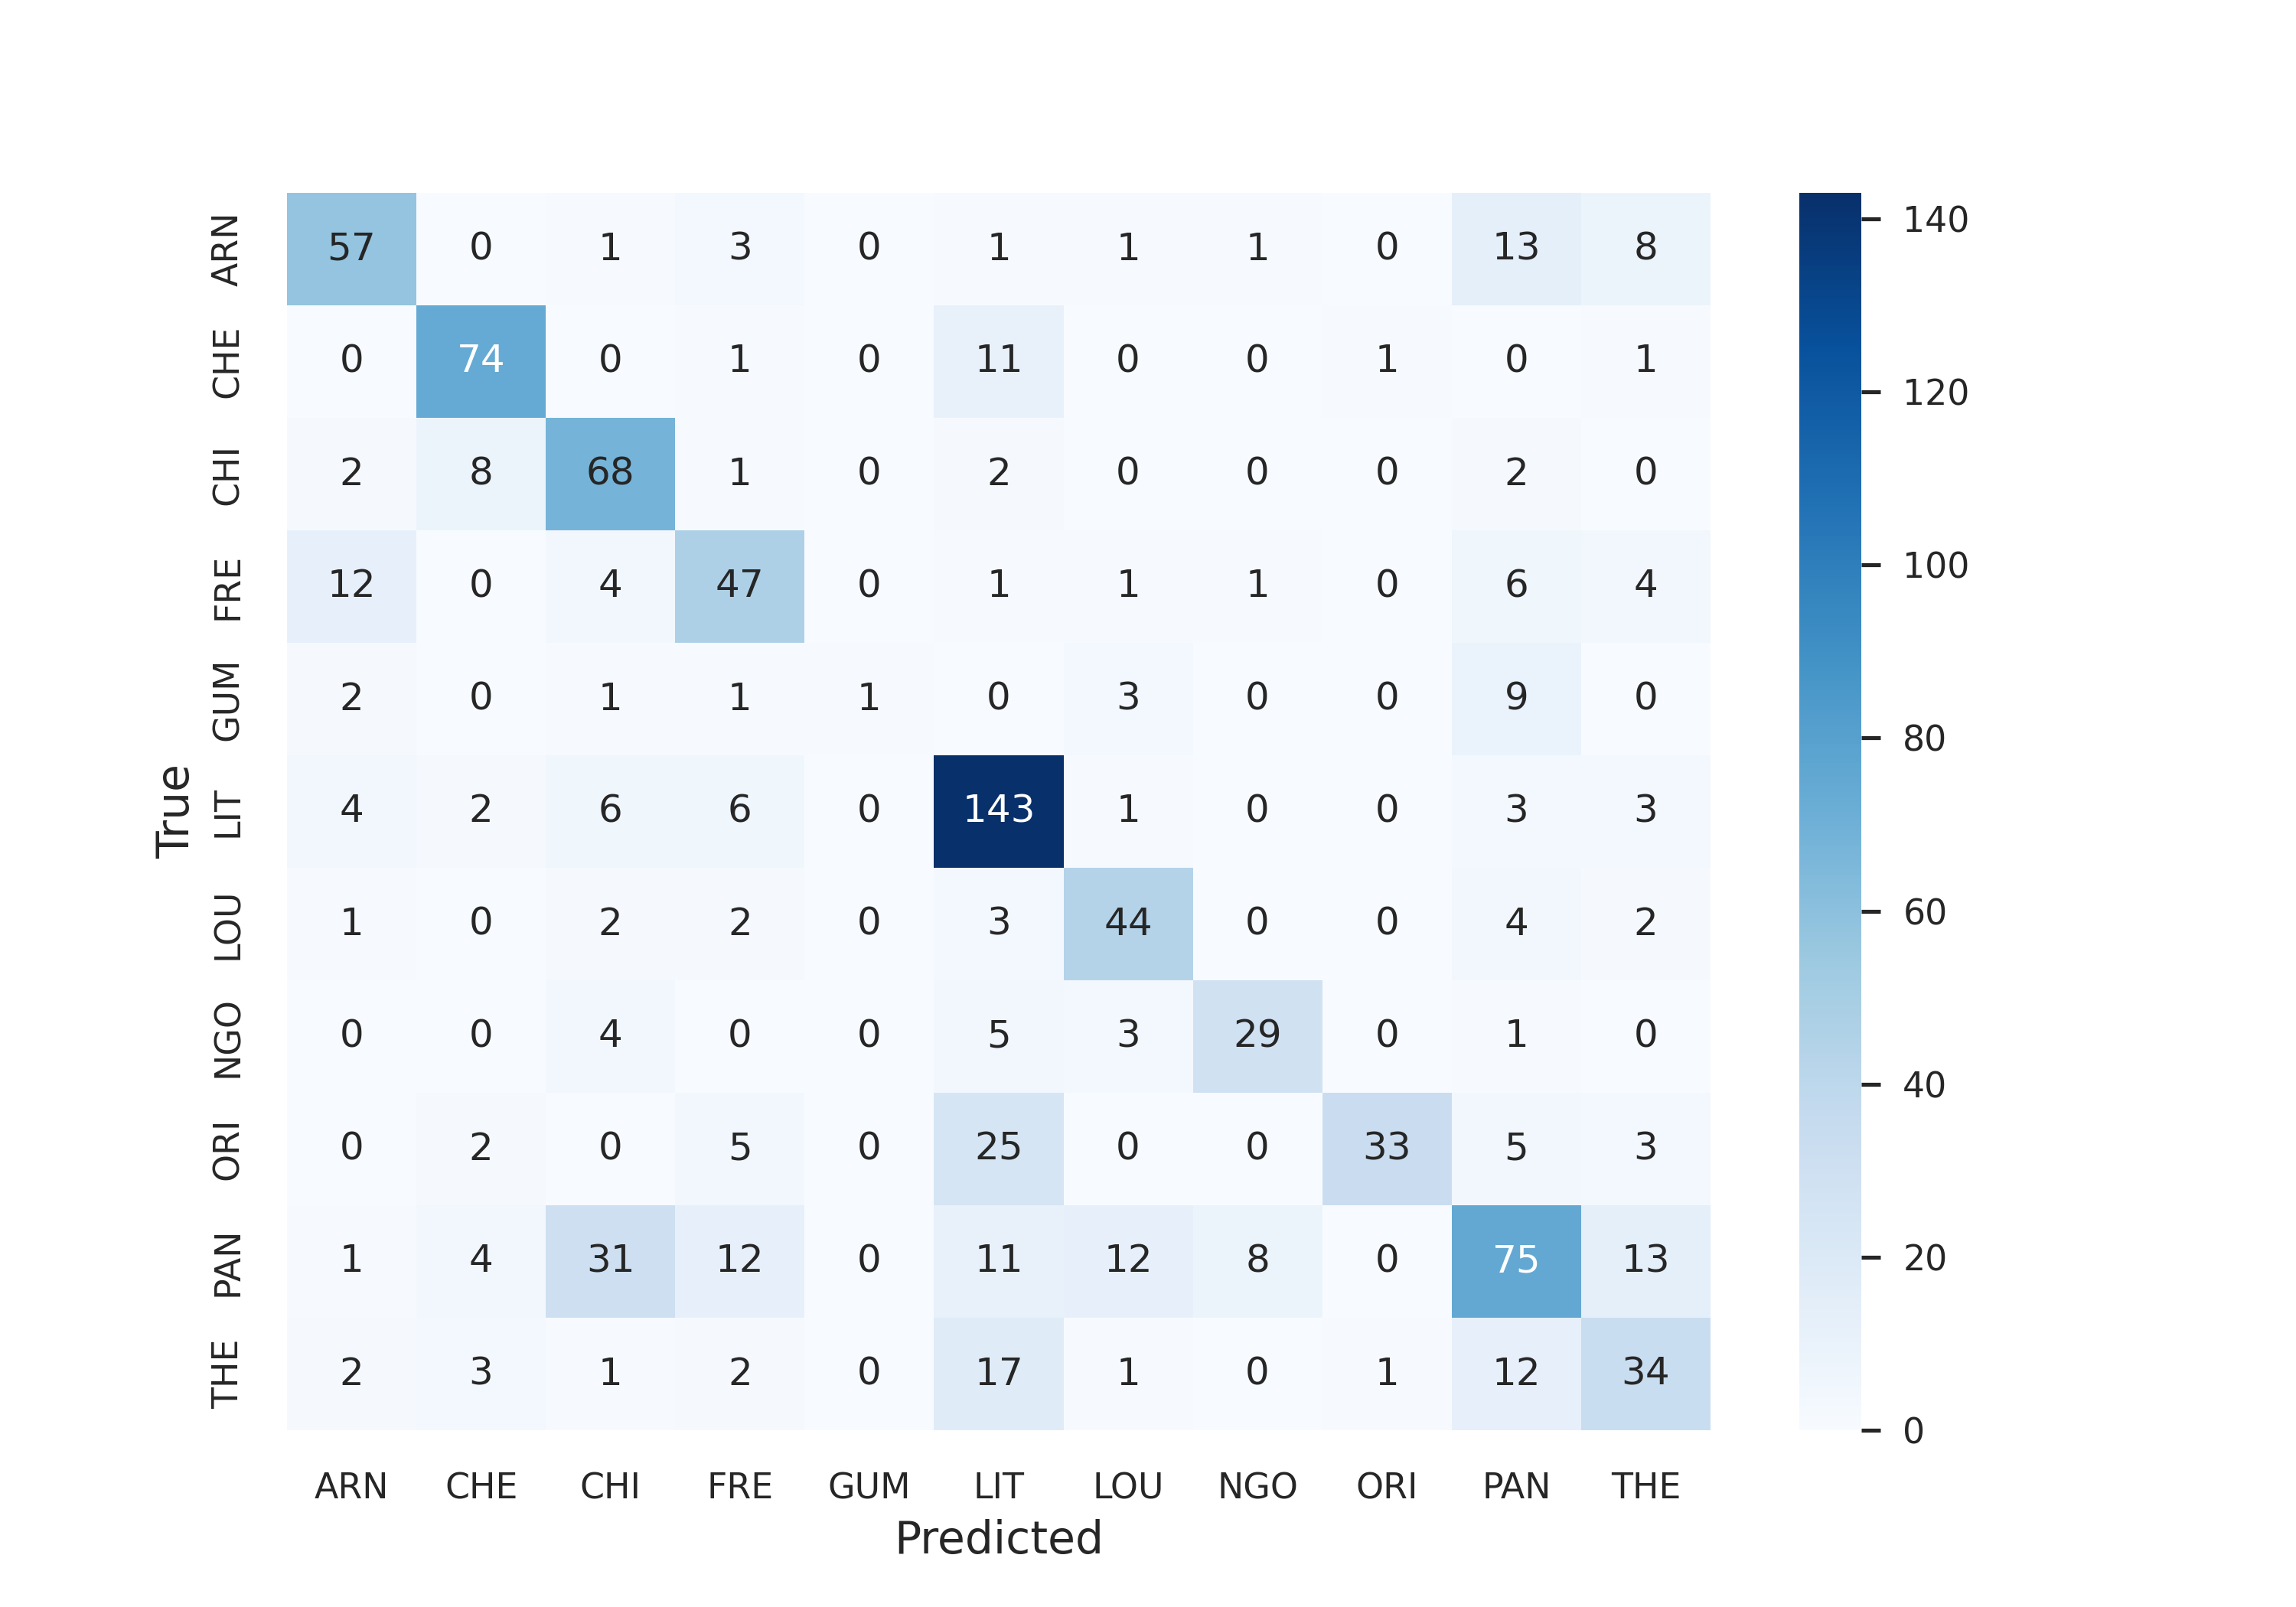 ARN 57 0 1 3 0 1 1 1 0 13 8
CHE 0 74 0 1 0 11 0 0 1 0 1
CHI 2 8 68 1 0 2 0 0 0 2 0
FRE 12 0 4 47 0 1 1 1 0 6 4
GUM 2 0 1 1 1 0 3 0 0 9 0
LIT 4 2 6 6 0 143 1 0 0 3 3
LOU 1 0 2 2 0 3 44 0 0 4 2
NGO 0 0 4 0 0 5 3 29 0 1 0
ORI 0 2 0 5 0 25 0 0 33 5 3
PAN 1 4 31 12 0 11 12 8 0 75 13
THE 2 3 1 2 0 17 1 0 1 12 34
ARN CHE CHI FRE GUM LIT LOU NGO ORI PAN THE
Predicted
True
140
120
100
80
60
40
20
0